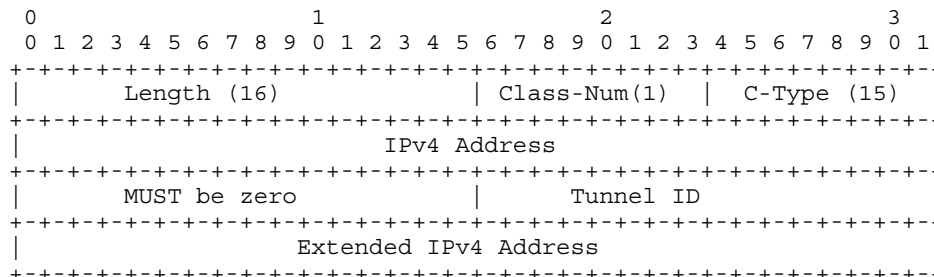 0                   1                   2                   3
0 1 2 3 4 5 6 7 8 9 0 1 2 3 4 5 6 7 8 9 0 1 2 3 4 5 6 7 8 9 0 1
+-+-+-+-+-+-+-+-+-+-+-+-+-+-+-+-+-+-+-+-+-+-+-+-+-+-+-+-+-+-+-+-
|       Length (16)             | Class-Num(1)  |  C-Type (15)
+-+-+-+-+-+-+-+-+-+-+-+-+-+-+-+-+-+-+-+-+-+-+-+-+-+-+-+-+-+-+-+-
|                         IPv4 Address
+-+-+-+-+-+-+-+-+-+-+-+-+-+-+-+-+-+-+-+-+-+-+-+-+-+-+-+-+-+-+-+-
|       MUST be zero            |      Tunnel ID
+-+-+-+-+-+-+-+-+-+-+-+-+-+-+-+-+-+-+-+-+-+-+-+-+-+-+-+-+-+-+-+-
|                   Extended IPv4 Address
+-+-+-+-+-+-+-+-+-+-+-+-+-+-+-+-+-+-+-+-+-+-+-+-+-+-+-+-+-+-+-+-